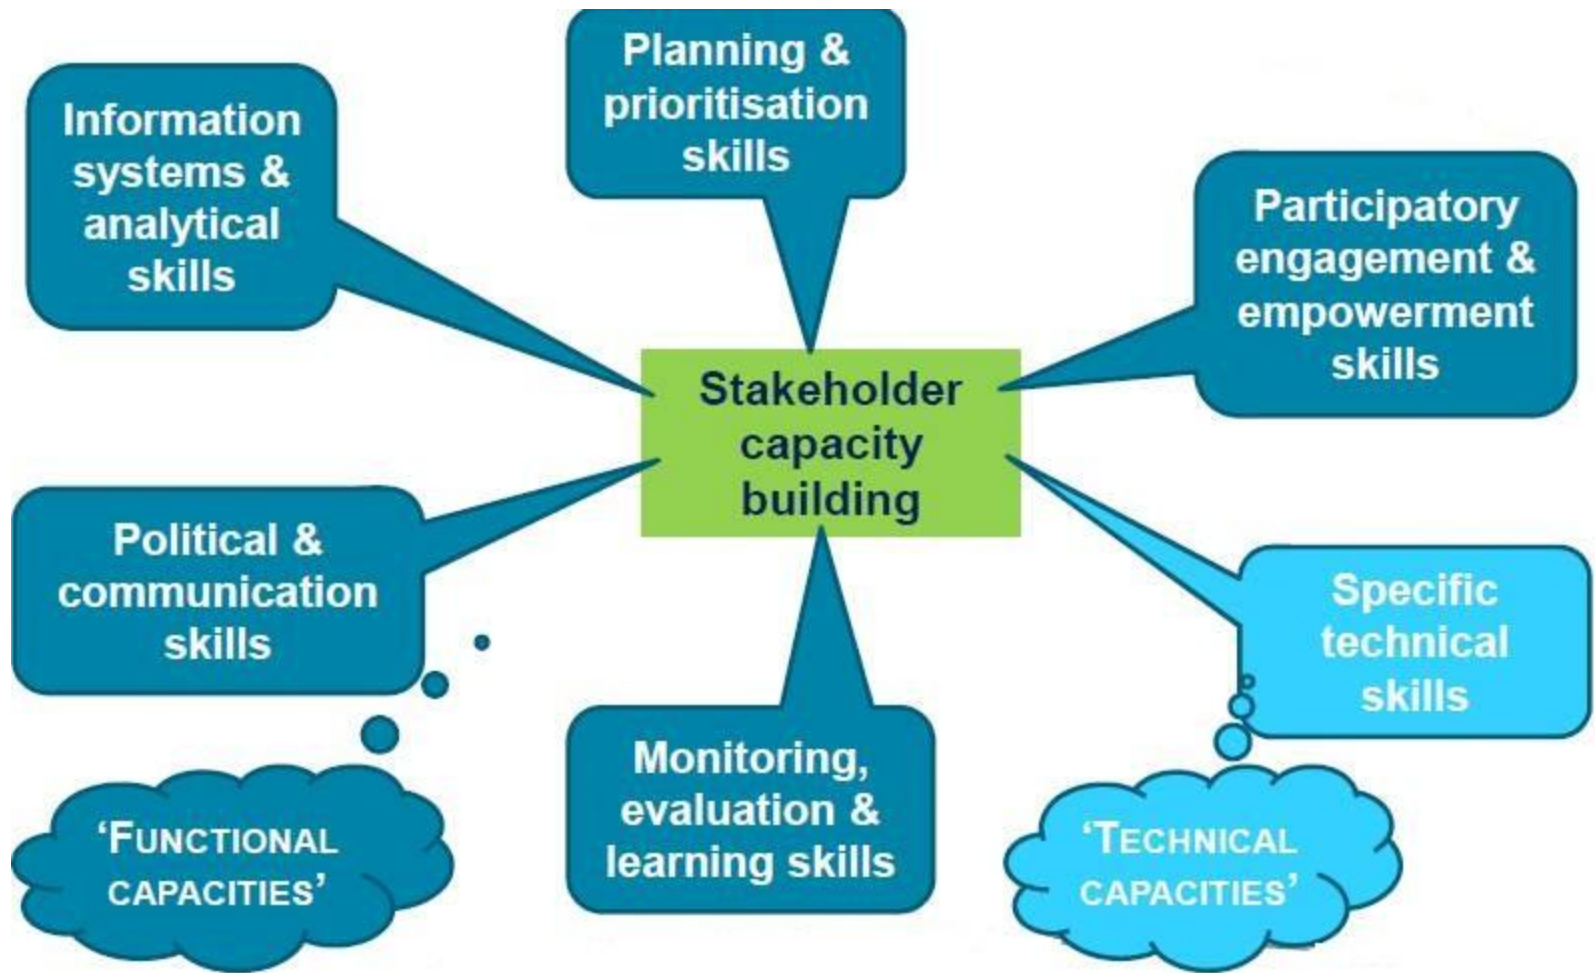 Planning &
prioritisation
skills
Information
systems &
analytical
skills
Participatory
engagement &
empowerment
skills
Stakeholder
capacity
building
Political &
communication
skills
Specific
technical
skills
Monitoring,
evaluation &
learning skills
‘FUNCTIONAL
CAPACITIES’
‘TECHNICAL
CAPACITIES’